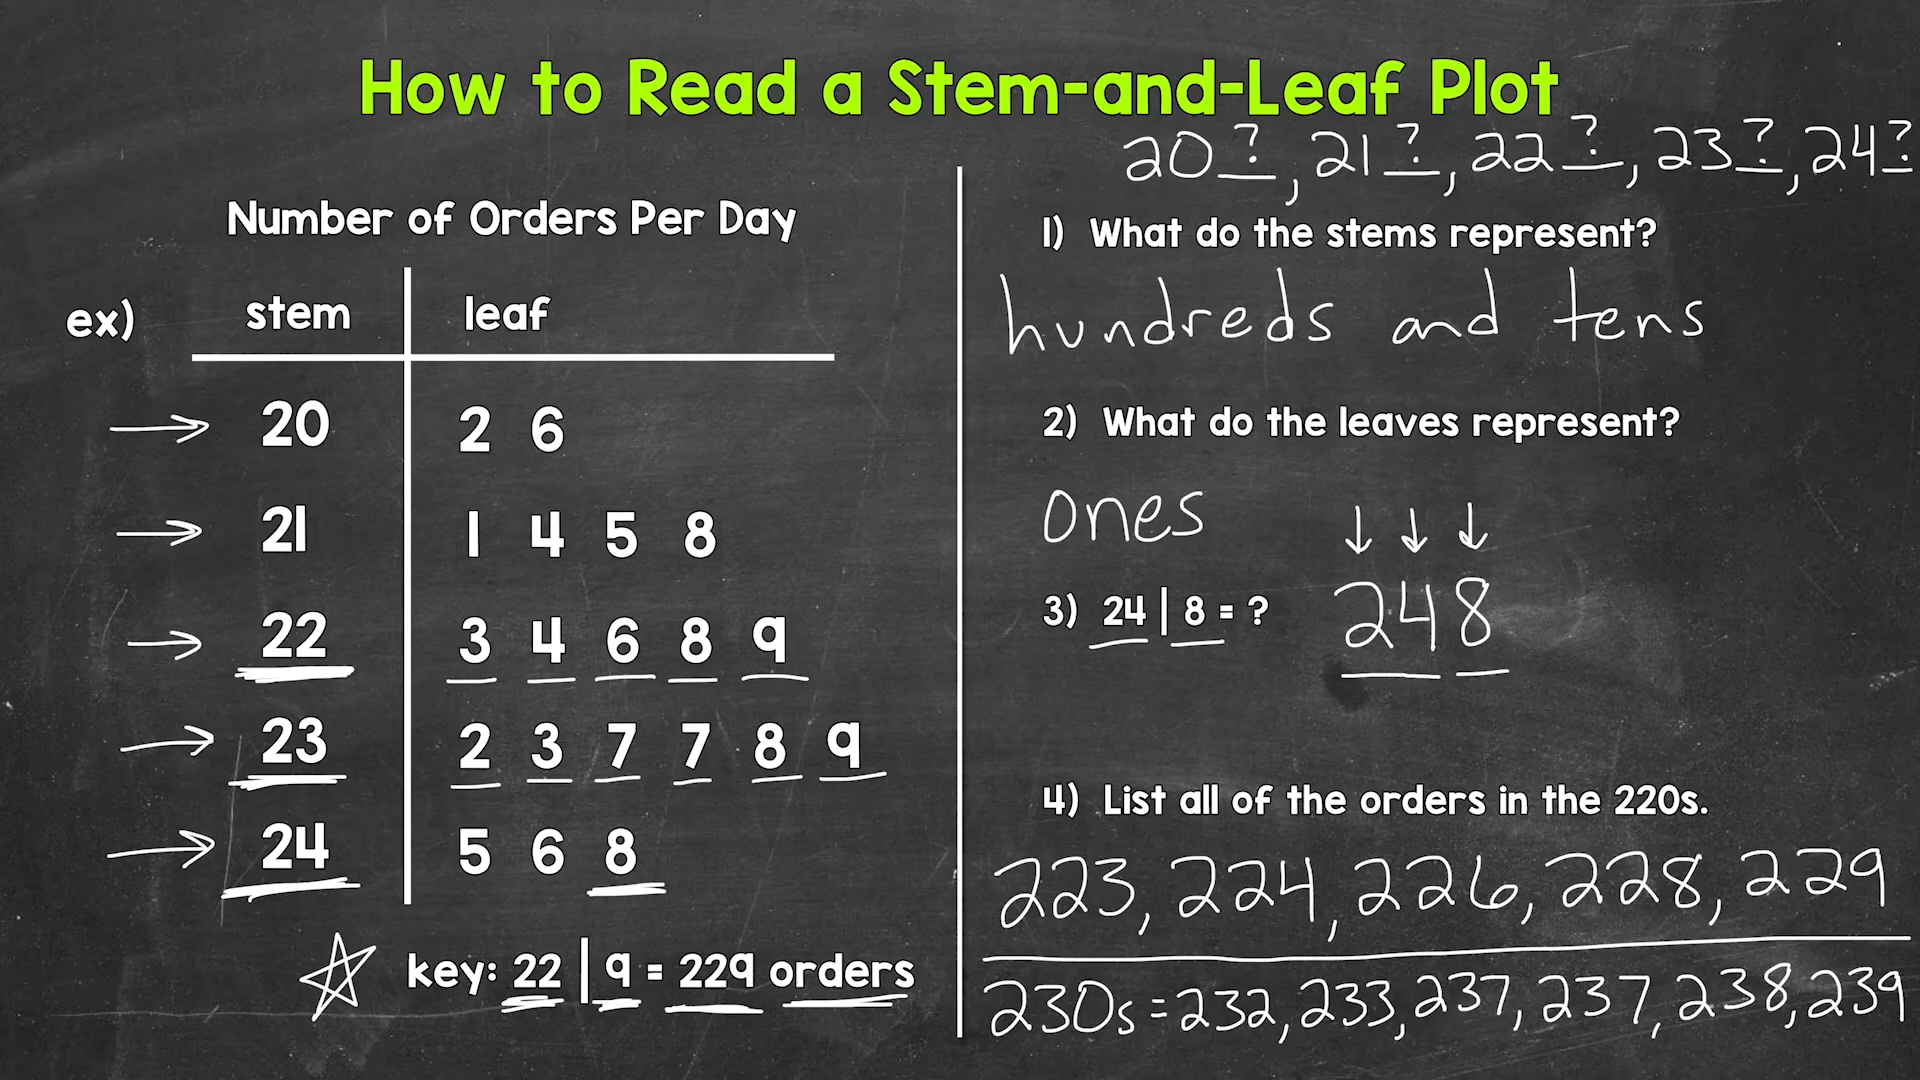 How to Read a Stem-and-Leaf Plot
20?, 21?, 22?, 23?, 24?
Number of Orders Per Day
ex) stem leaf
20 2 6
21 1 4 5 8
22 3 4 6 8 9
23 2 3 7 7 8 9
24 5 6 8
key: 22 | 9 = 229 orders
1) What do the stems represent?
hundreds and tens
2) What do the leaves represent?
ones
3) 24 | 8 = ? 248
4) List all of the orders in the 220s.
223, 224, 226, 228, 229
230s = 232, 233, 237, 237, 238, 239